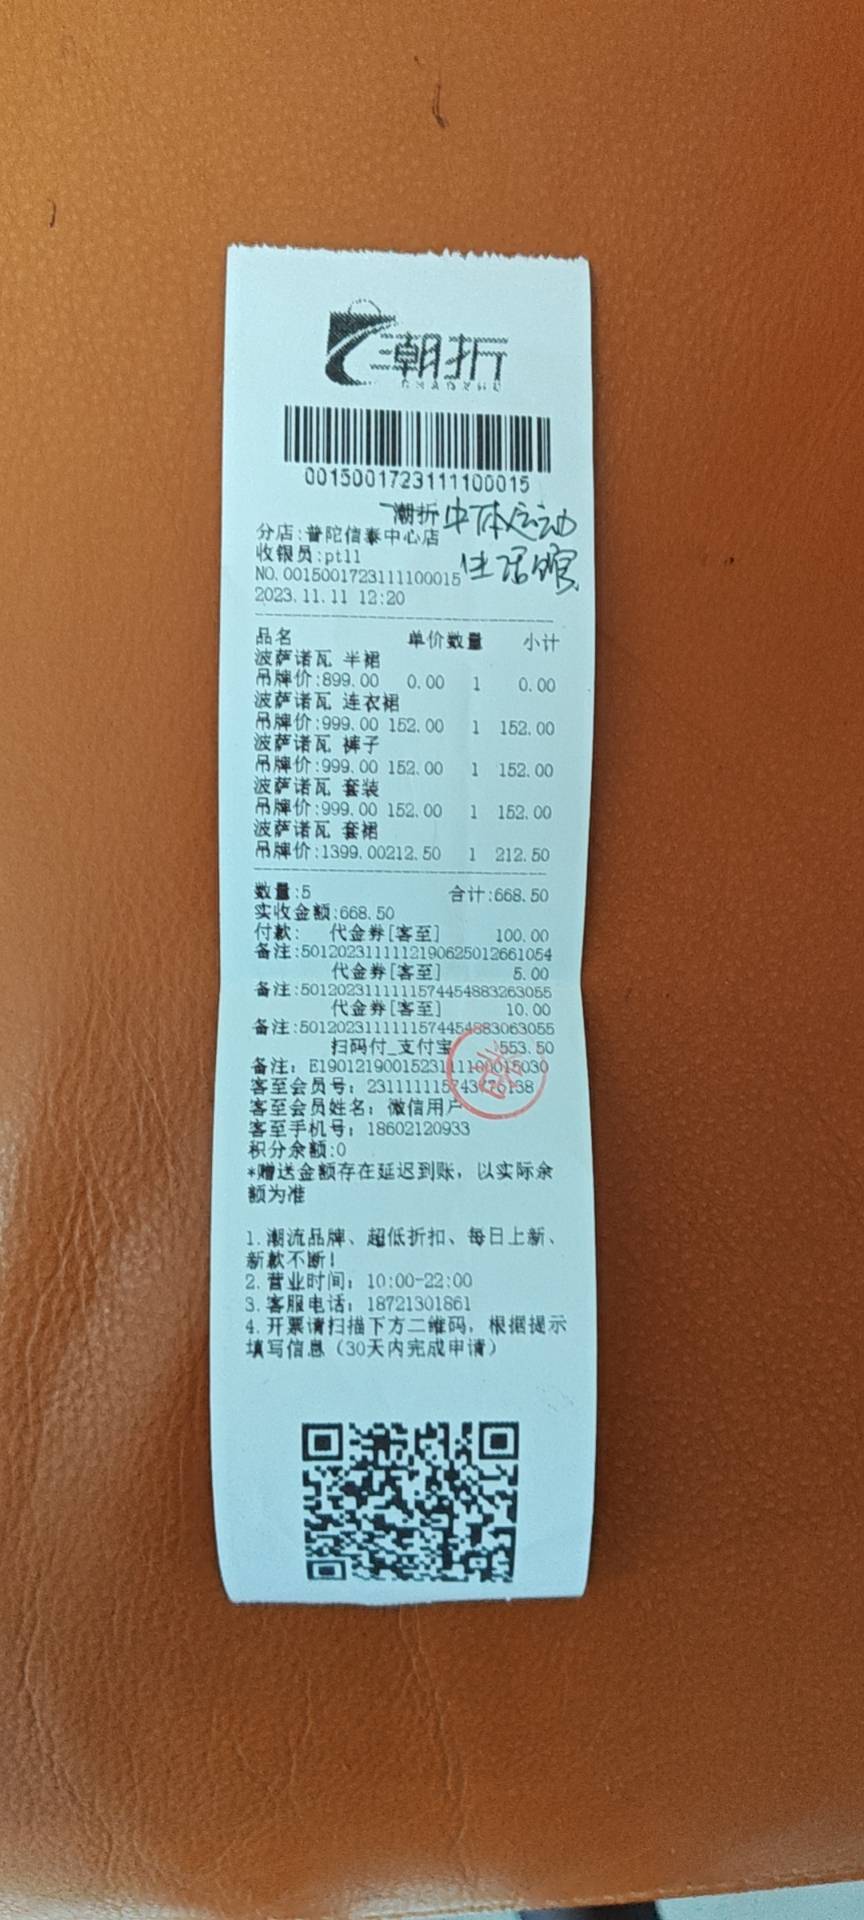 潮折
CHAOZHE
0015001723111100015
潮折 中体运动
分店:普陀信泰中心店
生活馆
收银员:pt11
NO.0015001723111100015
2023.11.11 12:20
品名 单价 数量 小计
波萨诺瓦 半裙
吊牌价:899.00 0.00 1 0.00
波萨诺瓦 连衣裙
吊牌价:999.00 152.00 1 152.00
波萨诺瓦 裤子
吊牌价:999.00 152.00 1 152.00
波萨诺瓦 套装
吊牌价:999.00 152.00 1 152.00
波萨诺瓦 套裙
吊牌价:1399.00 212.50 1 212.50
数量:5 合计:668.50
实收金额:668.50
付款: 代金券[客至] 100.00
备注:50120231111112190625012661054
代金券[客至] 5.00
备注:5012023111111574454883263055
代金券[客至] 10.00
备注:5012023111111574454883063055
扫码付_支付宝 553.50
备注:
客至会员号:
客至会员姓名: 微信用户
客至手机号: 18602120933
积分余额:0
*赠送金额存在延迟到账, 以实际余
额为准
1.潮流品牌、超低折扣、每日上新、
新款不断!
2.营业时间: 10:00-22:00
3.客服电话: 18721301861
4.开票请扫描下方二维码, 根据提示
填写信息 (30天内完成申请)